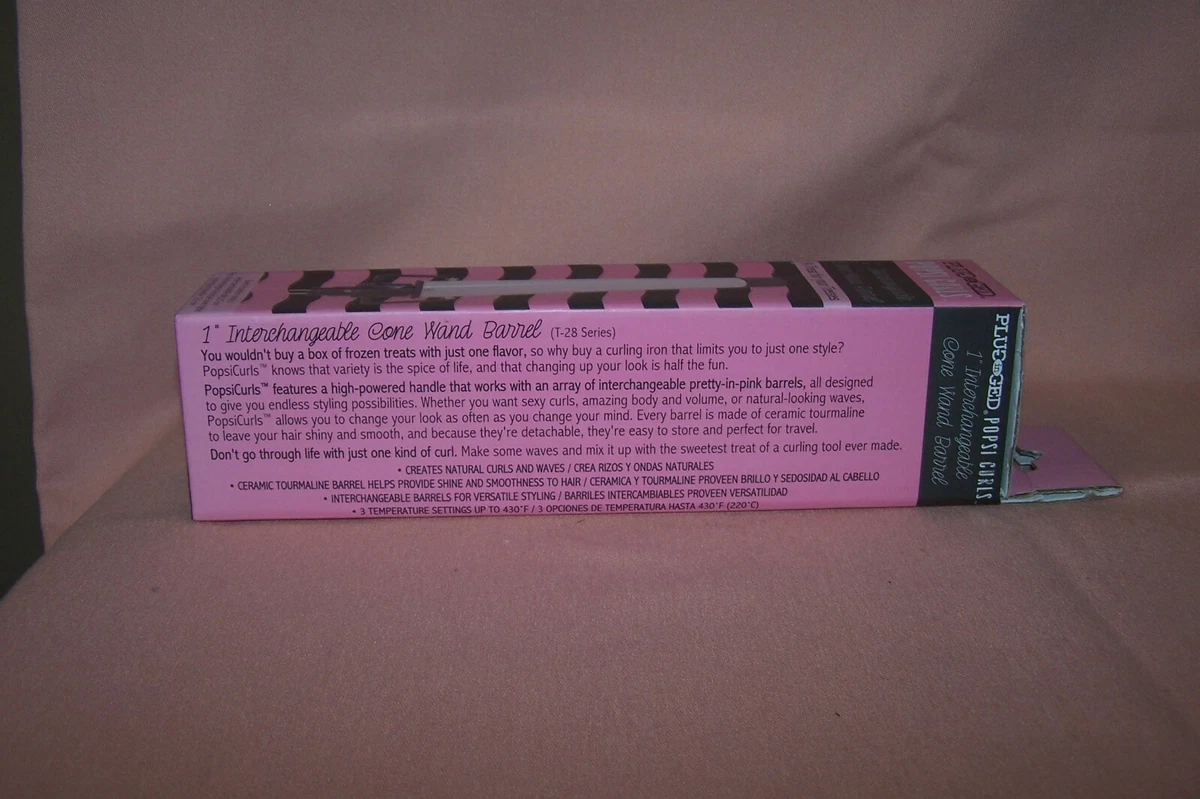 1" Interchangeable Cone Wand Barrel (T-28 Series)
You wouldn't buy a box of frozen treats with just one flavor, so why buy a curling iron that limits you to just one style?
PopsiCurls™ knows that variety is the spice of life, and that changing up your look is half the fun.
PopsiCurls™ features a high-powered handle that works with an array of interchangeable pretty-in-pink barrels, all designed
to give you endless styling possibilities. Whether you want sexy curls, amazing body and volume, or natural-looking waves,
PopsiCurls™ allows you to change your look as often as you change your mind. Every barrel is made of ceramic tourmaline
to leave your hair shiny and smooth, and because they're detachable, they're easy to store and perfect for travel.
Don't go through life with just one kind of curl. Make some waves and mix it up with the sweetest treat of a curling tool ever made.
• CREATES NATURAL CURLS AND WAVES / CREA RIZOS Y ONDAS NATURALES
• CERAMIC TOURMALINE BARREL HELPS PROVIDE SHINE AND SMOOTHNESS TO HAIR / CERAMICA Y TOURMALINE PROVEEN BRILLO Y SEDOSIDAD AL CABELLO
• INTERCHANGEABLE BARRELS FOR VERSATILE STYLING / BARRILES INTERCAMBIABLES PROVEEN VERSATILIDAD
• 3 TEMPERATURE SETTINGS UP TO 430°F / 3 OPCIONES DE TEMPERATURA HASTA 430°F (220°C)
PLUGGED IN® POPSI CURLS™
1" Interchangeable
Cone Wand Barrel